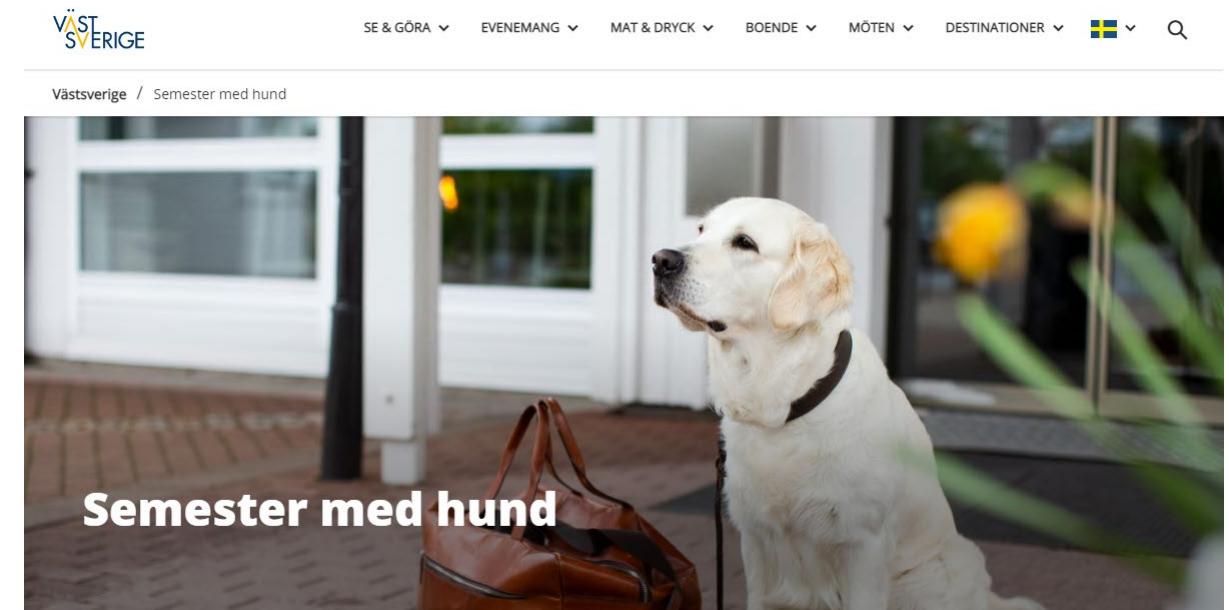 VÄST
SVERIGE
SE & GÖRA
EVENEMANG
MAT & DRYCK
BOENDE
MÖTEN
DESTINATIONER
Västsverige / Semester med hund
Semester med hund